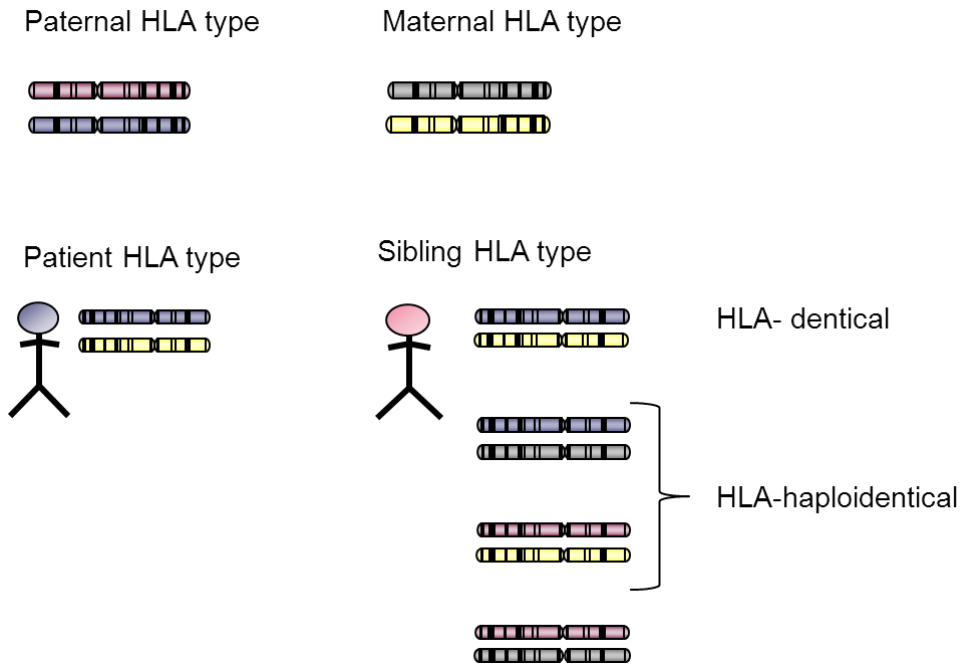 Paternal HLA type
Maternal HLA type
Patient HLA type
Sibling HLA type
HLA- dentical
HLA-haploidentical